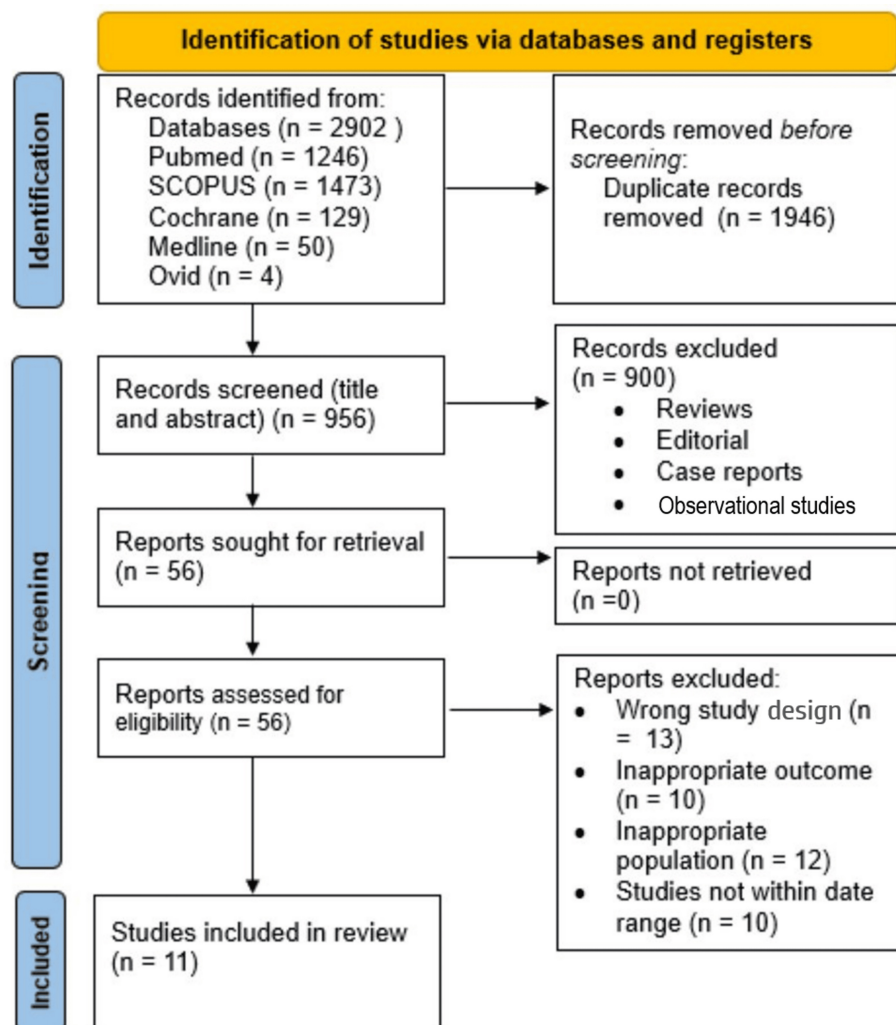 Identification of studies via databases and registers
Identification
Records identified from:
Databases (n = 2902 )
Pubmed (n = 1246)
SCOPUS (n = 1473)
Cochrane (n = 129)
Medline (n = 50)
Ovid (n = 4)
Records removed before
screening:
Duplicate records
removed (n = 1946)
Screening
Records screened (title
and abstract) (n = 956)
Records excluded
(n = 900)
• Reviews
• Editorial
• Case reports
• Observational studies
Reports sought for retrieval
(n = 56)
Reports not retrieved
(n =0)
Reports assessed for
eligibility (n = 56)
Reports excluded:
• Wrong study design (n
= 13)
• Inappropriate outcome
(n = 10)
• Inappropriate
population (n = 12)
• Studies not within date
range (n = 10)
Included
Studies included in review
(n = 11)